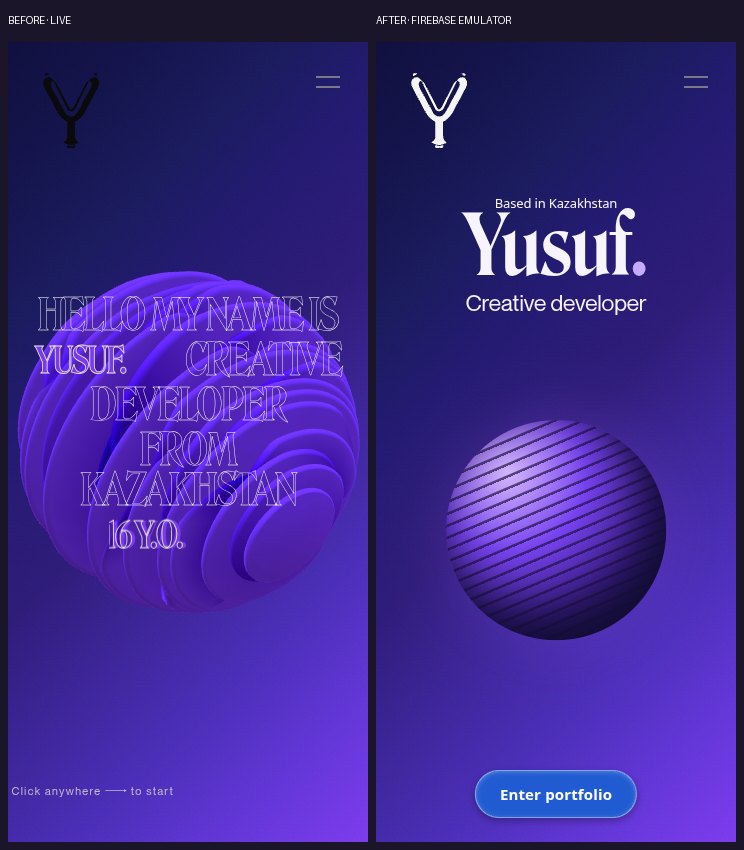 BEFORE · LIVE
HELLO MY NAME IS
YUSUF. CREATIVE
DEVELOPER
FROM
KAZAKHSTAN
16 Y.O.
Click anywhere ⟶ to start
AFTER · FIREBASE EMULATOR
Based in Kazakhstan
Yusuf.
Creative developer
Enter portfolio